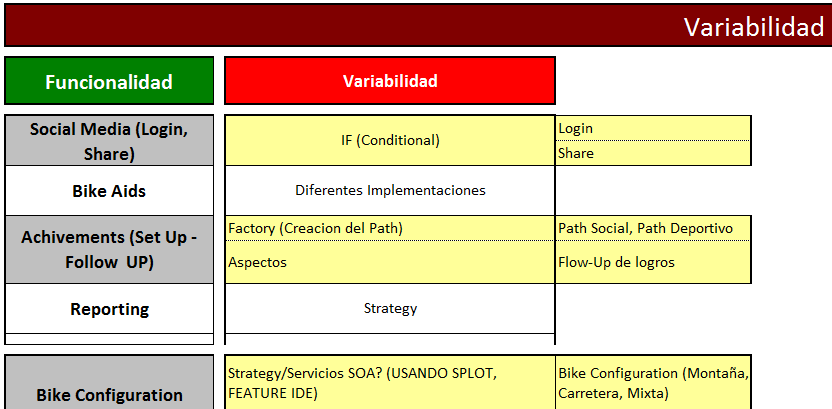 Variabilidad
Funcionalidad
Variabilidad
Social Media (Login,
Share)
IF (Conditional)
Login
Share
Bike Aids
Diferentes Implementaciones
Achivements (Set Up -
Follow UP)
Factory (Creacion del Path)
Path Social, Path Deportivo
Aspectos
Flow-Up de logros
Reporting
Strategy
Bike Configuration
Strategy/Servicios SOA? (USANDO SPLOT,
FEATURE IDE)
Bike Configuration (Montaña,
Carretera, Mixta)